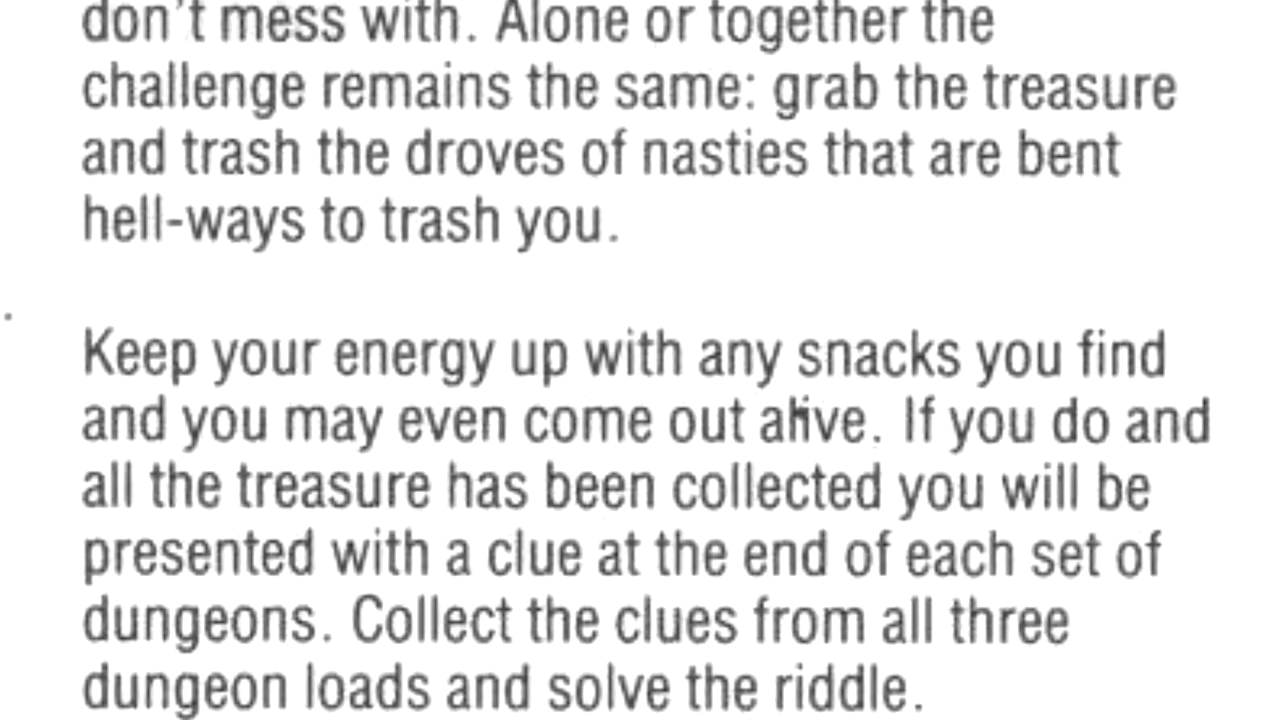 don't mess with. Alone or together the
challenge remains the same: grab the treasure
and trash the droves of nasties that are bent
hell-ways to trash you.
Keep your energy up with any snacks you find
and you may even come out alive. If you do and
all the treasure has been collected you will be
presented with a clue at the end of each set of
dungeons. Collect the clues from all three
dungeon loads and solve the riddle.